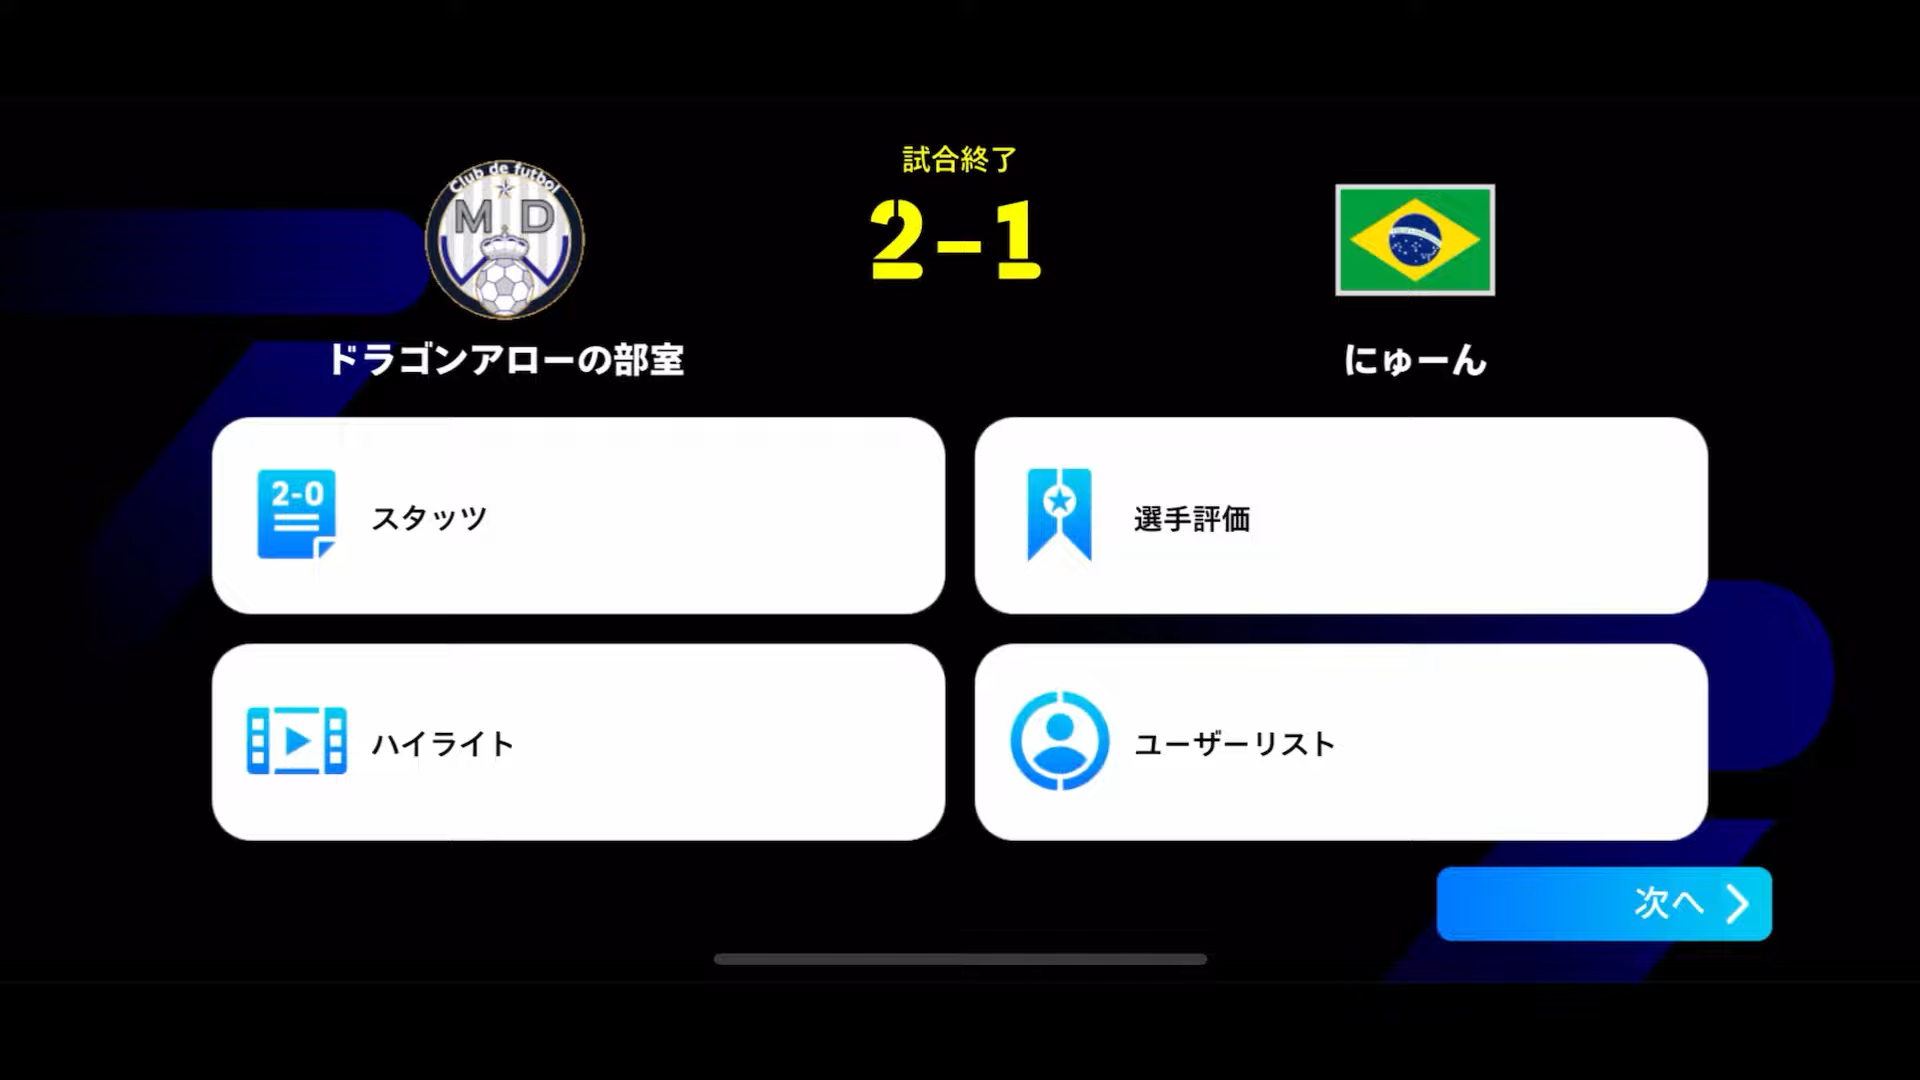 試合終了
2-1
Club de futbol
M D
ドラゴンアローの部室
にゅーん
2-0
スタッツ
選手評価
ハイライト
ユーザーリスト
次へ